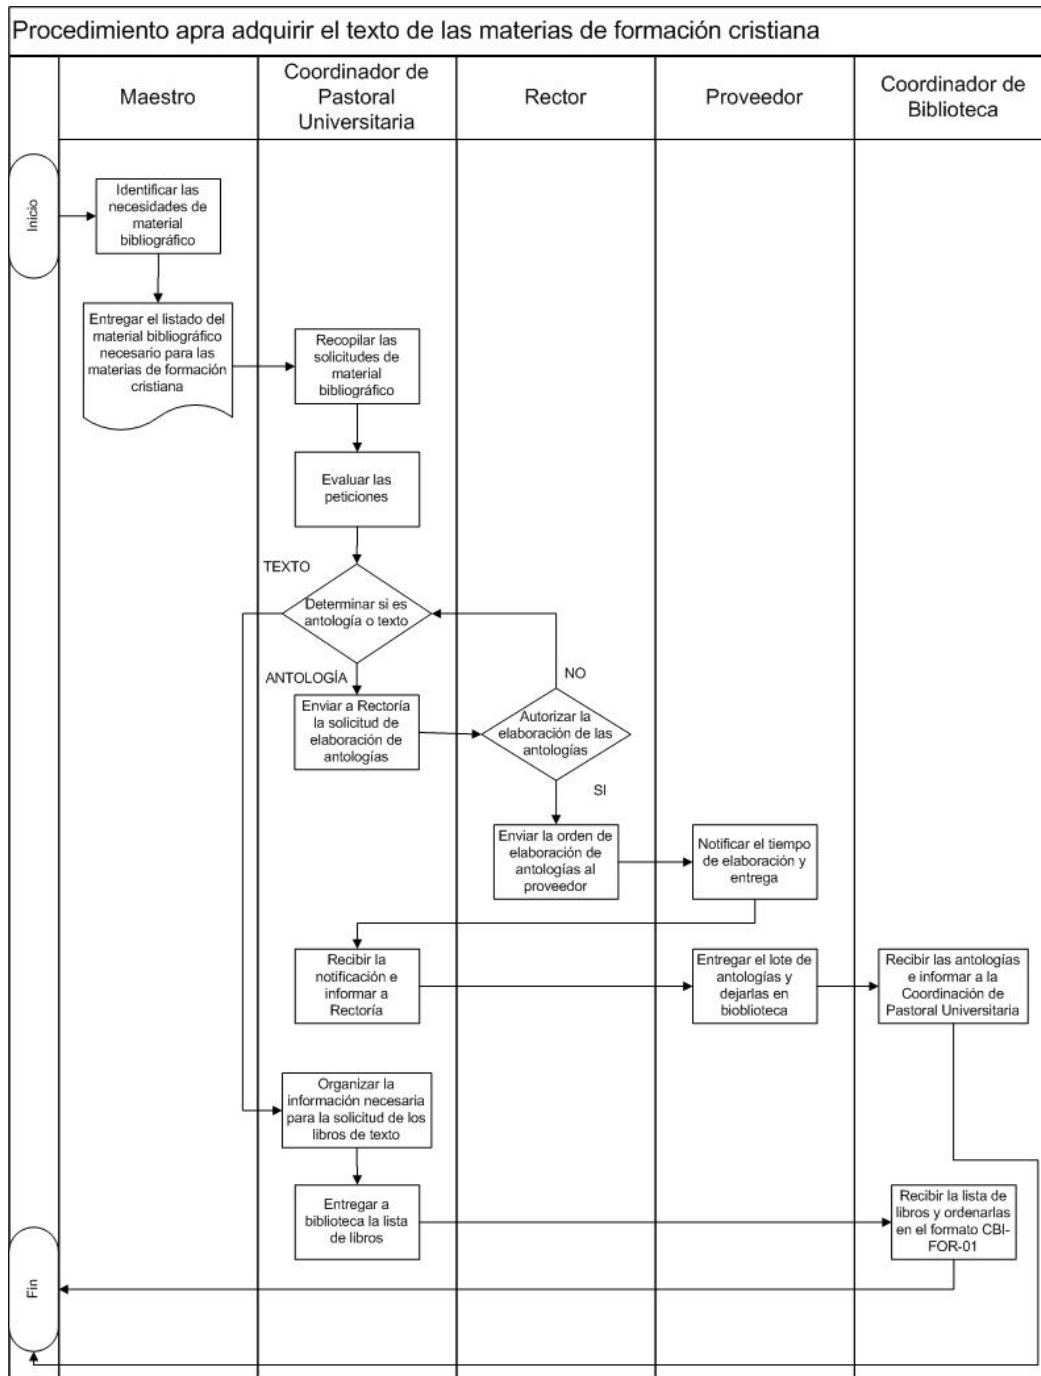 Procedimiento apra adquirir el texto de las materias de formación cristiana
Maestro
Coordinador de
Pastoral
Universitaria
Rector
Proveedor
Coordinador de
Biblioteca
Inicio
Identificar las
necesidades de
material
bibliográfico
Entregar el listado del
material bibliográfico
necesario para las
materias de formación
cristiana
Recopilar las
solicitudes de
material
bibliográfico
Evaluar las
peticiones
TEXTO
Determinar si es
antología o texto
ANTOLOGÍA
NO
Enviar a Rectoría
la solicitud de
elaboración de
antologías
Autorizar la
elaboración de las
antologías
SI
Enviar la orden de
elaboración de
antologías al
proveedor
Notificar el tiempo
de elaboración y
entrega
Recibir la
notificación e
informar a
Rectoría
Entregar el lote de
antologías y
dejarlas en
bioblioteca
Recibir las antologías
e informar a la
Coordinación de
Pastoral Universitaria
Organizar la
información necesaria
para la solicitud de los
libros de texto
Entregar a
biblioteca la lista
de libros
Recibir la lista de
libros y ordenarlas
en el formato CBI-
FOR-01
Fin